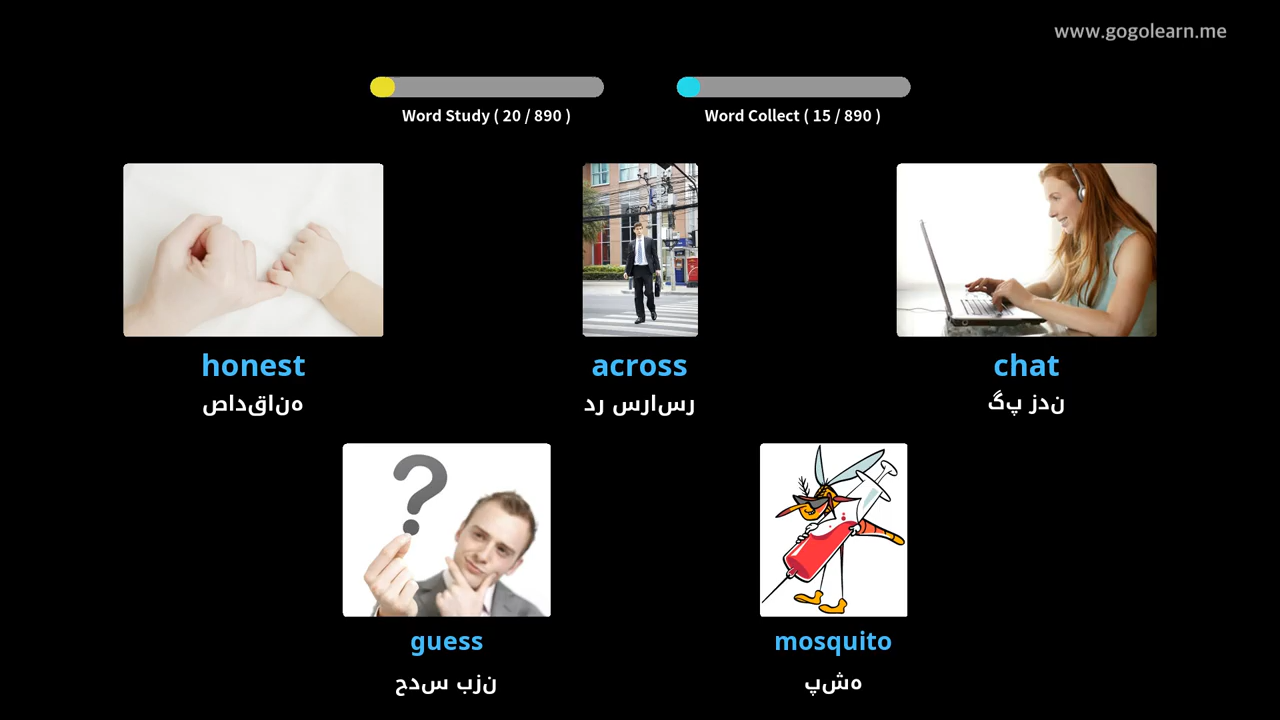 www.gogolearn.me
Word Study ( 20 / 890 )
Word Collect ( 15 / 890 )
honest
صادقانه
across
در سراسر
chat
گپ زدن
guess
حدس بزن
mosquito
پشه